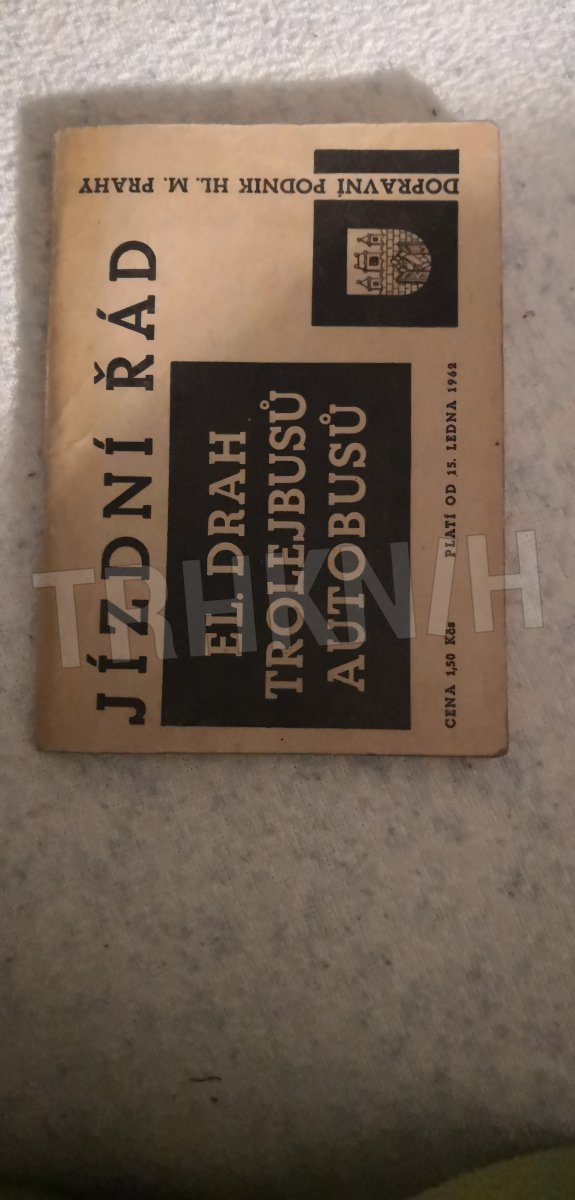 JÍZDNÍ ŘÁD
EL. DRAH
TROLEJBUSŮ
AUTOBUSŮ
CENA 1,50 Kčs PLATÍ OD 15. LEDNA 1962
DOPRAVNÍ PODNIK HL. M. PRAHY
TRHKNIH